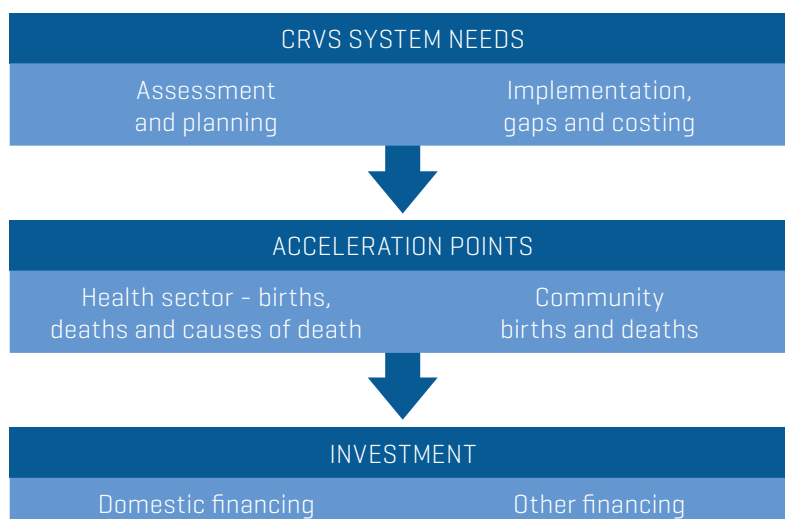 CRVS SYSTEM NEEDS
Assessment
and planning
Implementation,
gaps and costing
ACCELERATION POINTS
Health sector - births,
deaths and causes of death
Community
births and deaths
INVESTMENT
Domestic financing
Other financing